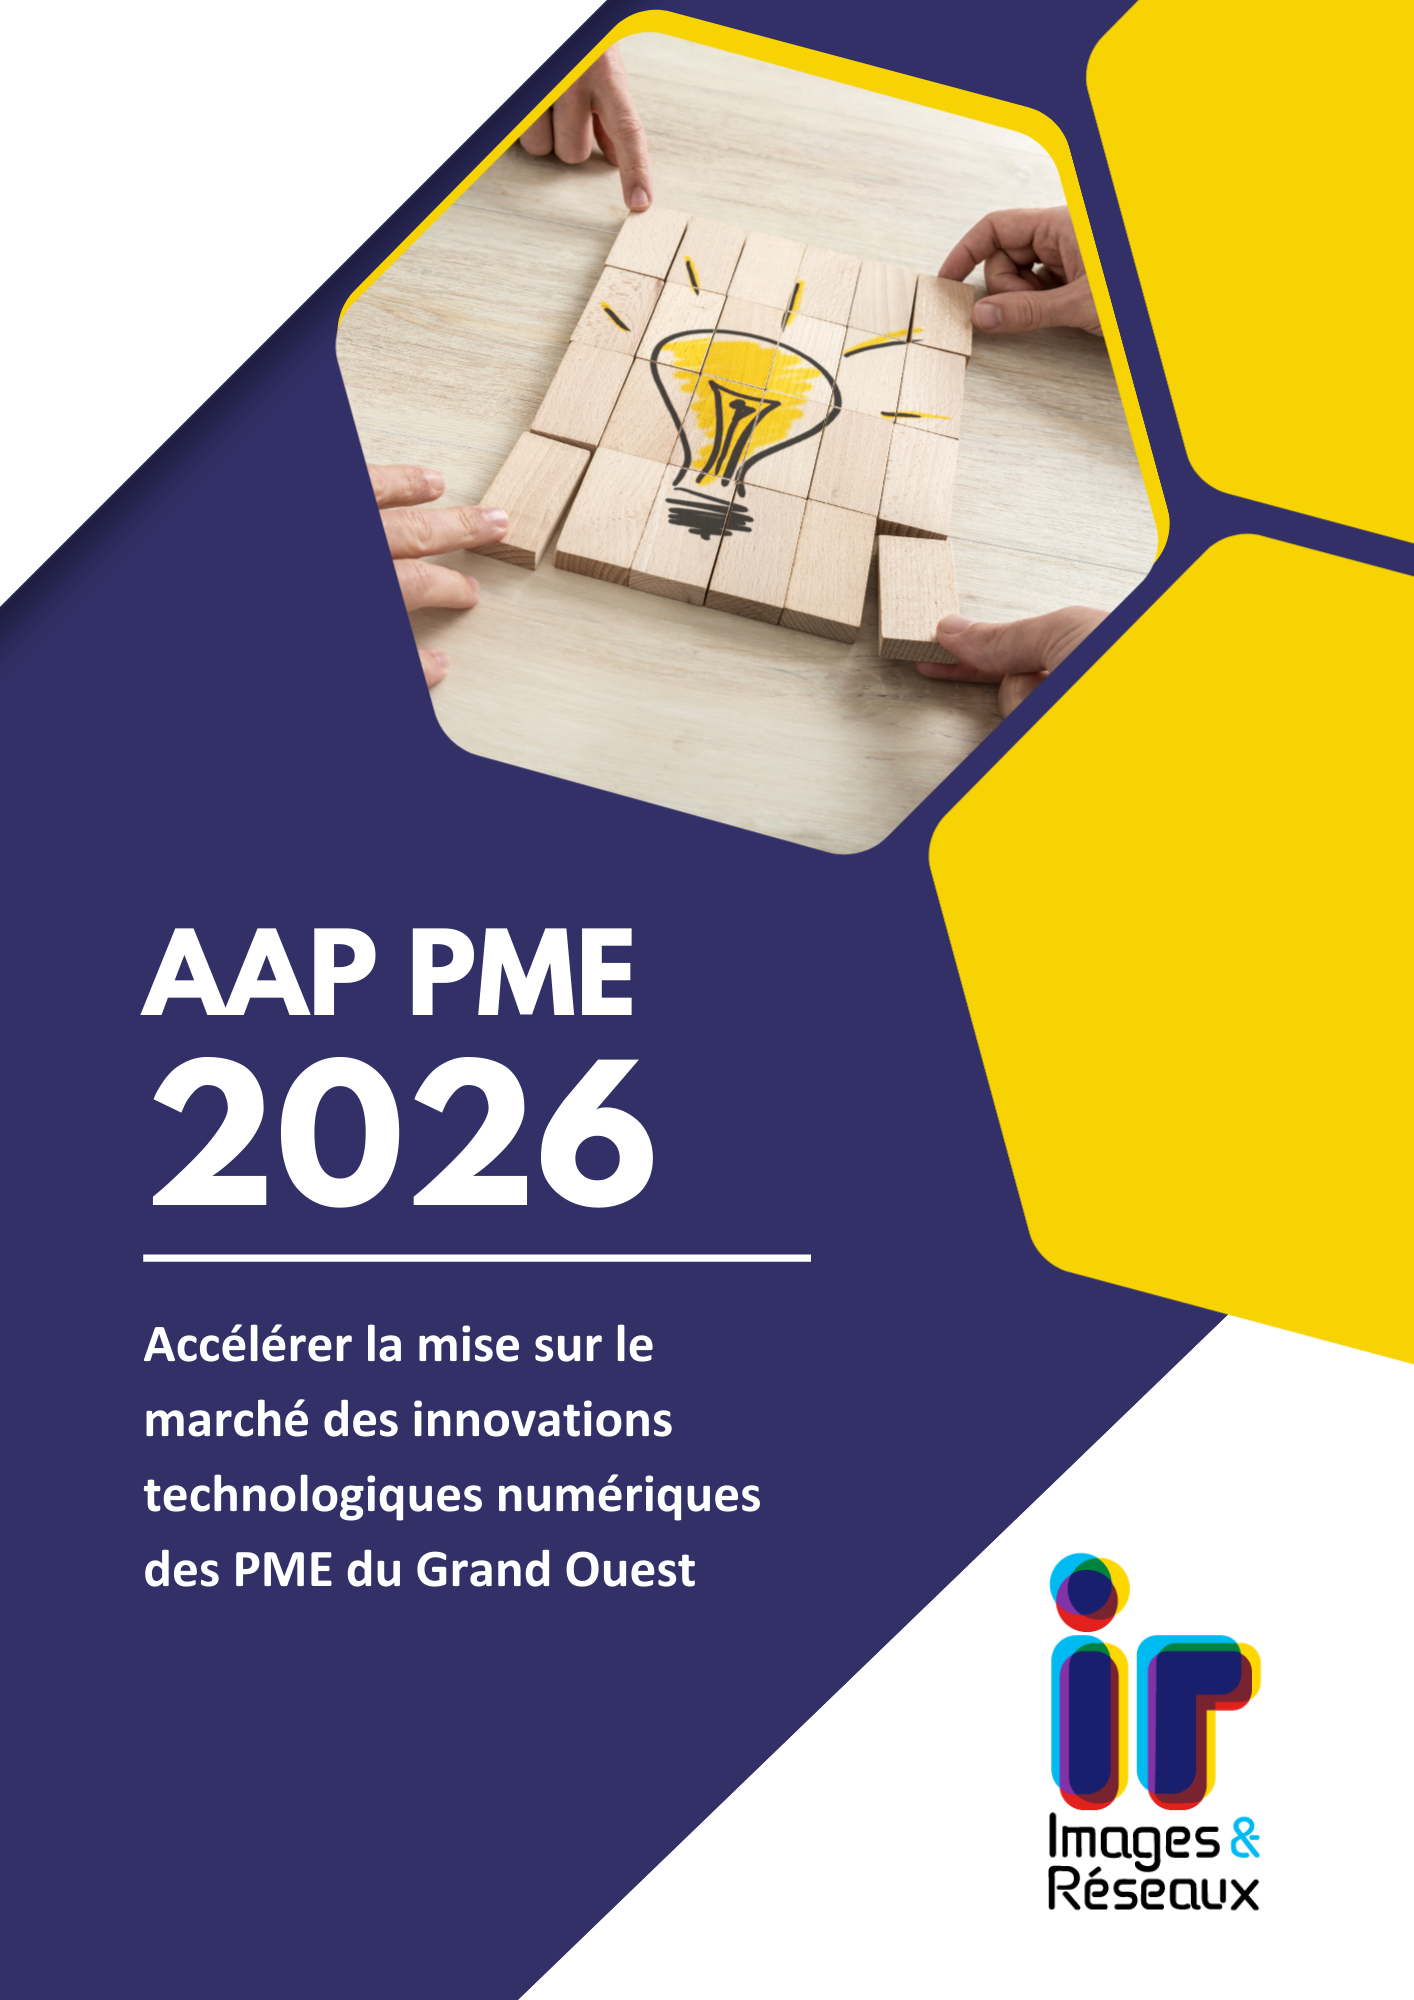 AAP PME
2026
Accélérer la mise sur le
marché des innovations
technologiques numériques
des PME du Grand Ouest
ir
Images &
Réseaux